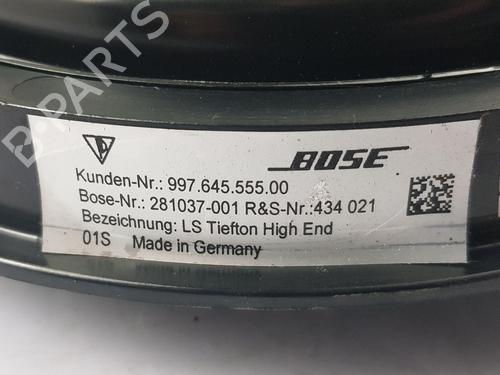 B-PARTS
BOSE
Kunden-Nr.: 997.645.555.00
Bose-Nr.: 281037-001 R&S-Nr.:434 021
Bezeichnung: LS Tiefton High End
01S Made in Germany